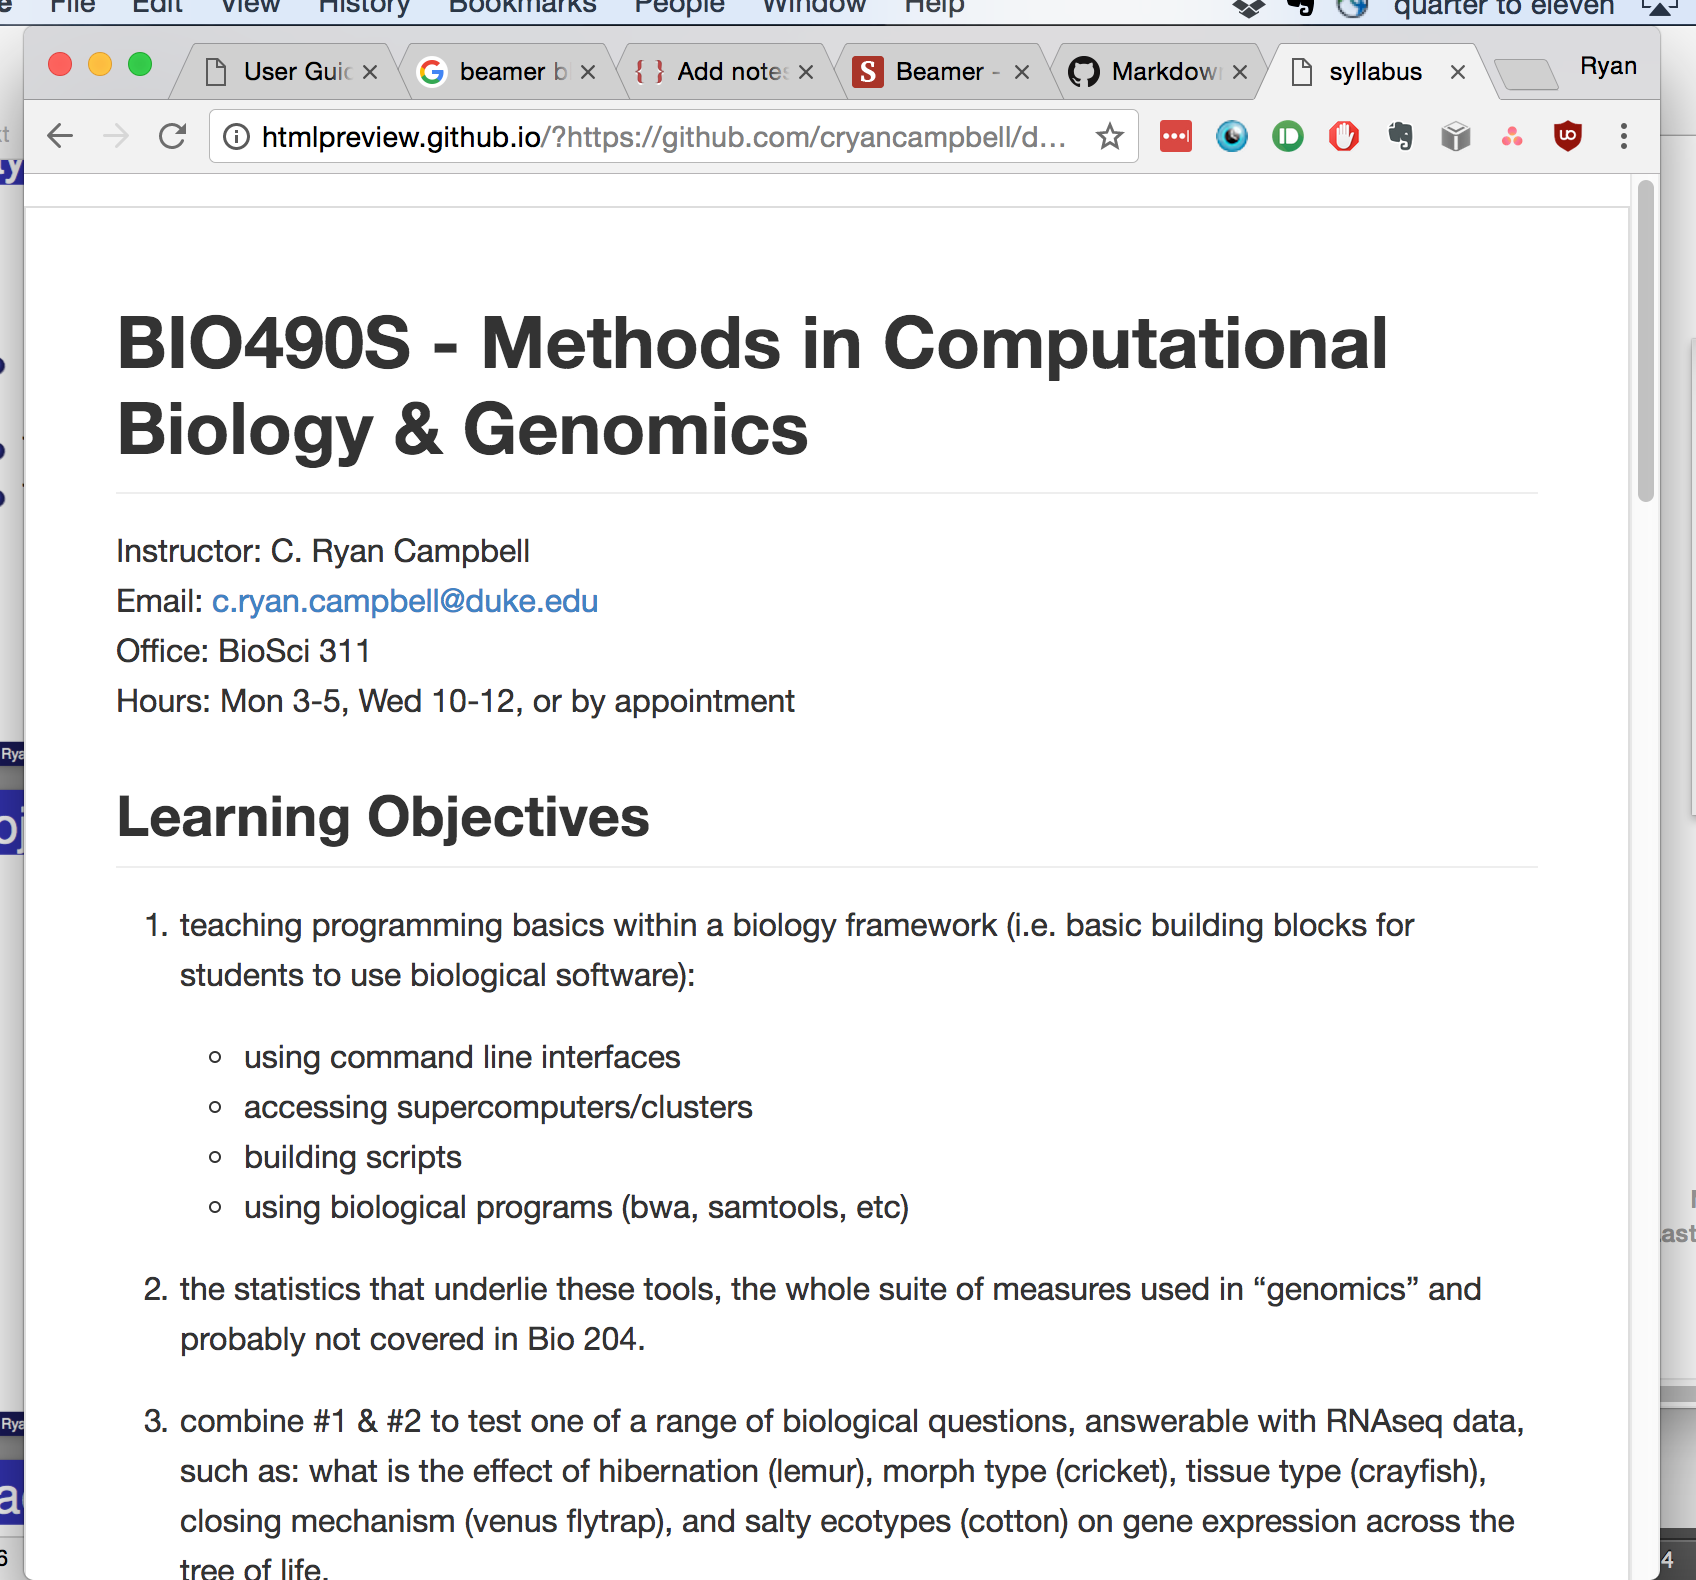 File Edit View History Bookmarks People Window Help quarter to eleven
User Guid beamer b Add notes Beamer - Markdow syllabus Ryan
htmlpreview.github.io/?https://github.com/cryancampbell/d...
BIO490S - Methods in Computational
Biology & Genomics
Instructor: C. Ryan Campbell
Email: c.ryan.campbell@duke.edu
Office: BioSci 311
Hours: Mon 3-5, Wed 10-12, or by appointment
Learning Objectives
1. teaching programming basics within a biology framework (i.e. basic building blocks for
students to use biological software):
using command line interfaces
accessing supercomputers/clusters
building scripts
using biological programs (bwa, samtools, etc)
2. the statistics that underlie these tools, the whole suite of measures used in “genomics” and
probably not covered in Bio 204.
3. combine #1 & #2 to test one of a range of biological questions, answerable with RNAseq data,
such as: what is the effect of hibernation (lemur), morph type (cricket), tissue type (crayfish),
closing mechanism (venus flytrap), and salty ecotypes (cotton) on gene expression across the
tree of life.